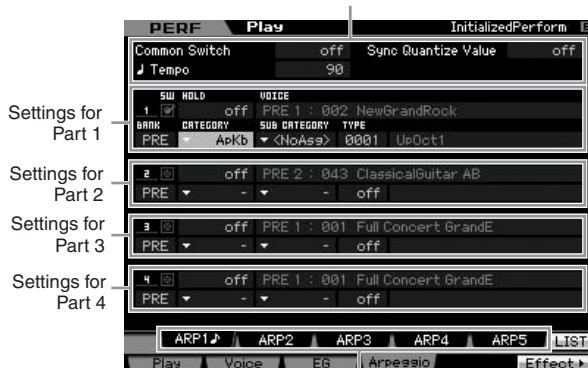 PERF Play InitializedPerform
Common Switch off Sync Quantize Value off
♩ Tempo 90
SW HOLD VOICE
1 off PRE 1 : 002 NewGrandRock
BANK CATEGORY SUB CATEGORY TYPE
PRE ApKb <NoAsg> 0001 UpOct1
2 off PRE 2 : 043 ClassicalGuitar AB
PRE - - off
3 off PRE 1 : 001 Full Concert GrandE
PRE - - off
4 off PRE 1 : 001 Full Concert GrandE
PRE - - off
Settings for
Part 1
Settings for
Part 2
Settings for
Part 3
Settings for
Part 4
ARP1♪ ARP2 ARP3 ARP4 ARP5 LIST
Play Voice EG Arpeggio Effect